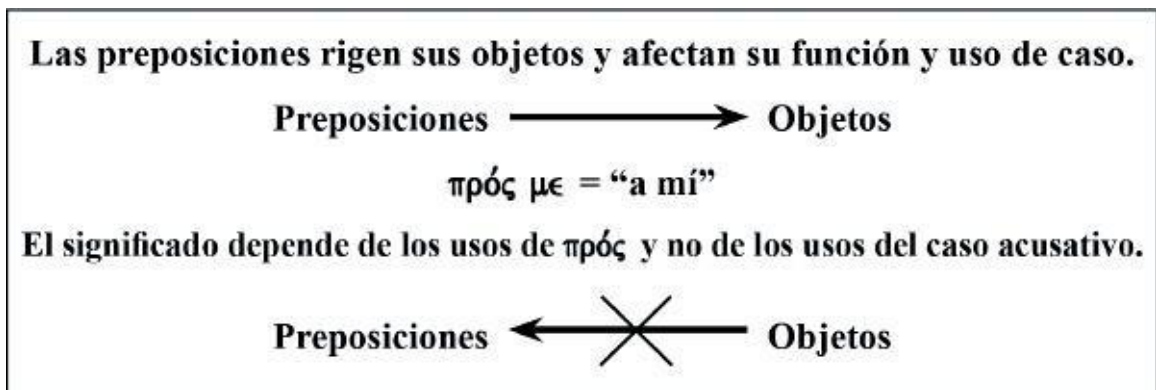 Las preposiciones rigen sus objetos y afectan su función y uso de caso.
Preposiciones Objetos
πρός με = “a mí”
El significado depende de los usos de πρός y no de los usos del caso acusativo.
Preposiciones Objetos